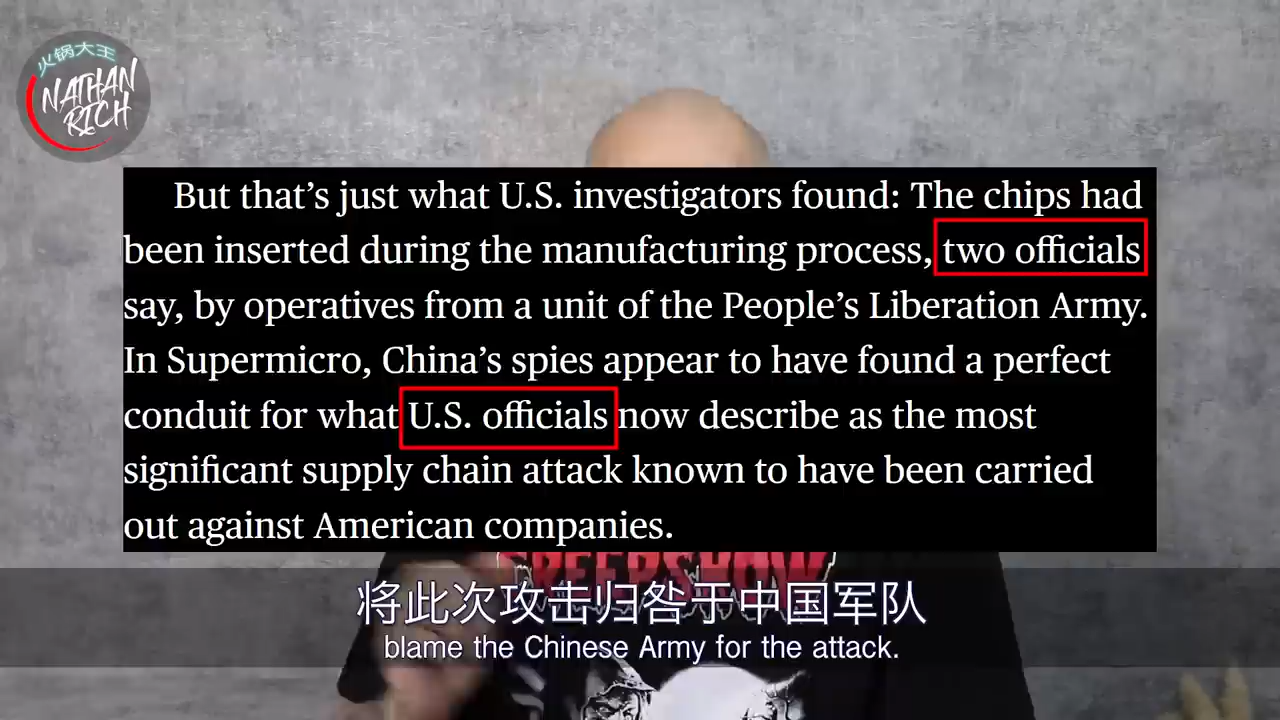 火锅大王
NATHAN
RICH
But that's just what U.S. investigators found: The chips had
been inserted during the manufacturing process, two officials
say, by operatives from a unit of the People's Liberation Army.
In Supermicro, China's spies appear to have found a perfect
conduit for what U.S. officials now describe as the most
significant supply chain attack known to have been carried
out against American companies.
CREEPSHOW
将此次攻击归咎于中国军队
blame the Chinese Army for the attack.